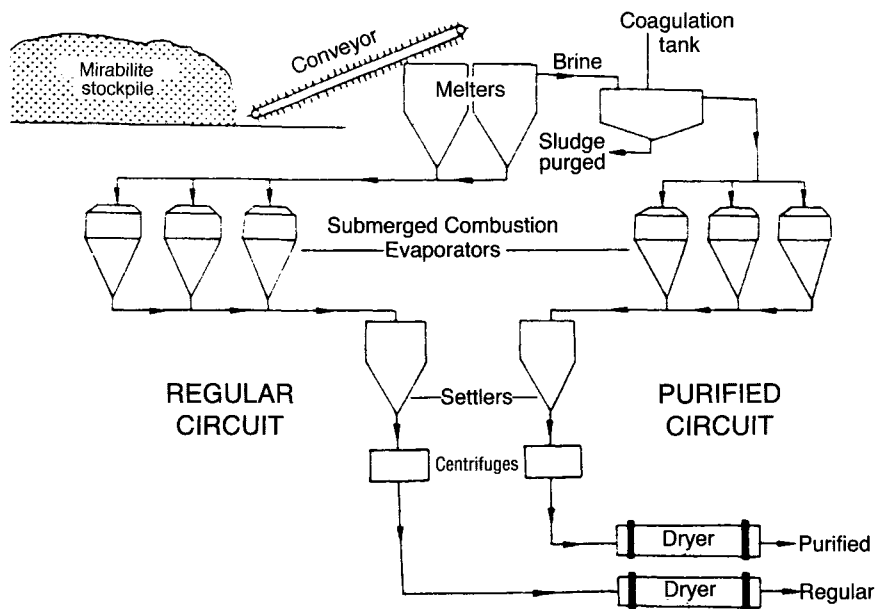 Conveyor
Mirabilite
stockpile
Melters
Brine
Coagulation
tank
Sludge
purged
Submerged Combustion
Evaporators
REGULAR
CIRCUIT
Settlers
PURIFIED
CIRCUIT
Centrifuges
Dryer
Purified
Dryer
Regular